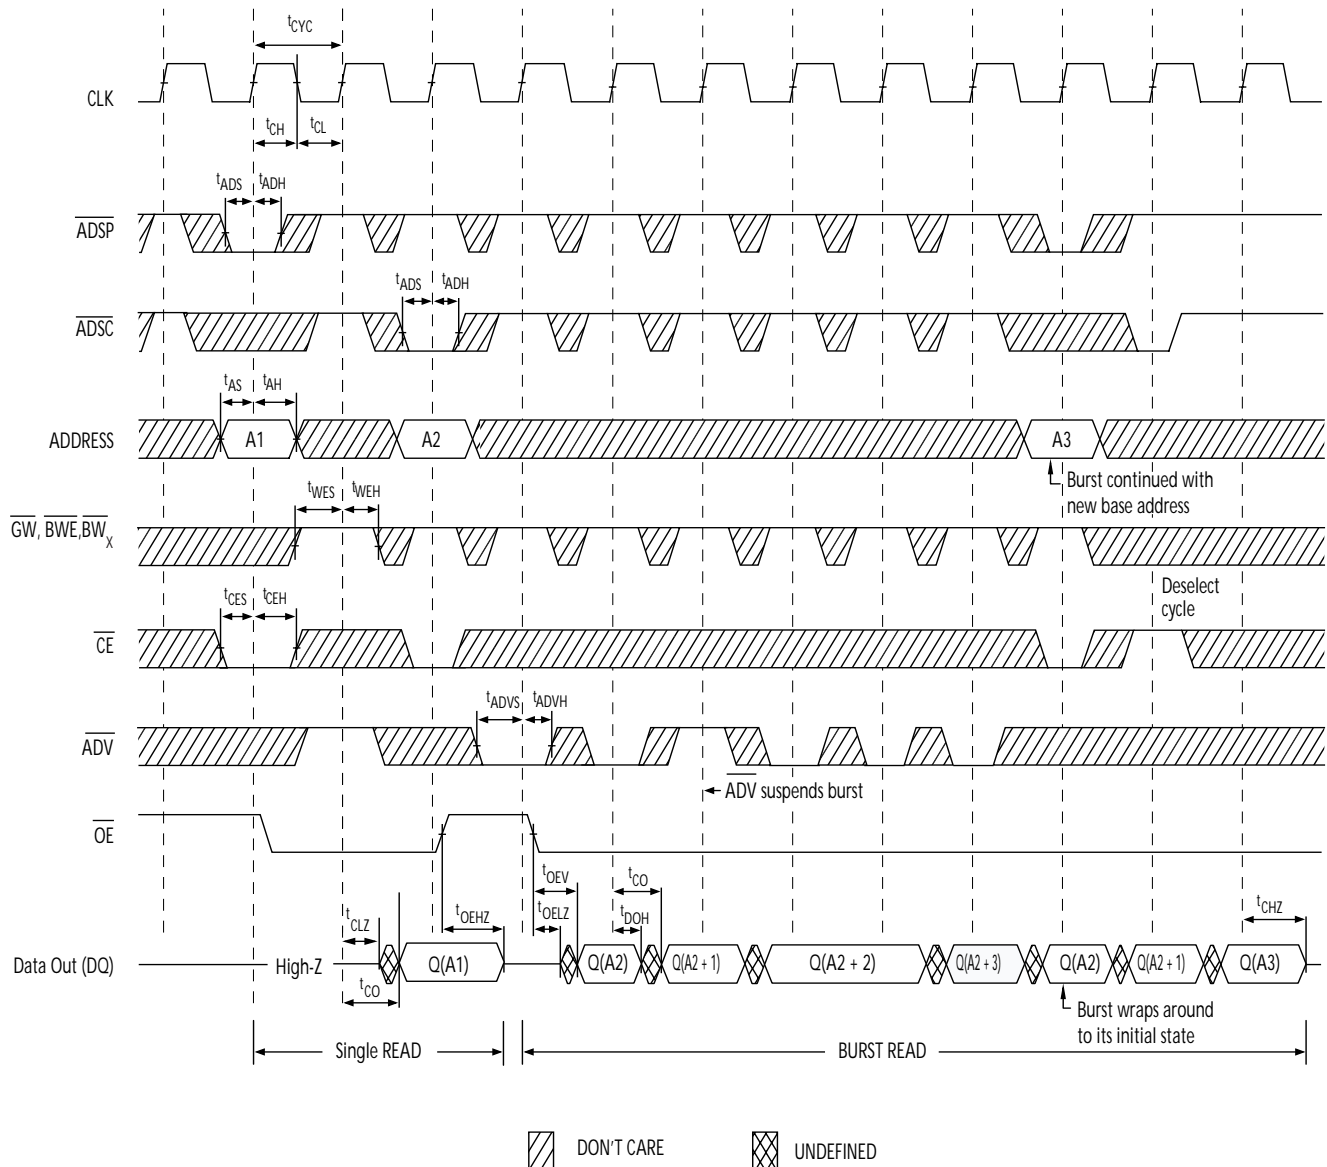 tCYC
CLK
tCH
tCL
tADS
tADH
ADSP
tADS
tADH
ADSC
tAS
tAH
ADDRESS
A1
A2
A3
Burst continued with
new base address
tWES
tWEH
GW, BWE,BWX
Deselect
cycle
tCES
tCEH
CE
tADVS
tADVH
ADV
ADV suspends burst
OE
tOEV
tCO
tCLZ
tOEHZ
tOELZ
tDOH
tCHZ
Data Out (DQ)
High-Z
Q(A1)
Q(A2)
Q(A2 + 1)
Q(A2 + 2)
Q(A2 + 3)
Q(A2)
Q(A2 + 1)
Q(A3)
tCO
Burst wraps around
to its initial state
Single READ
BURST READ
DON'T CARE
UNDEFINED